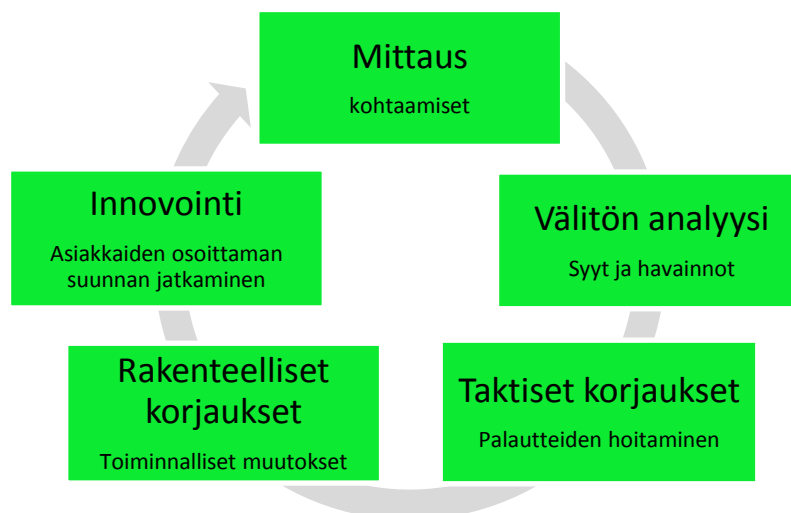 Mittaus
kohtaamiset
Välitön analyysi
Syyt ja havainnot
Taktiset korjaukset
Palautteiden hoitaminen
Rakenteelliset
korjaukset
Toiminnalliset muutokset
Innovointi
Asiakkaiden osoittaman
suunnan jatkaminen